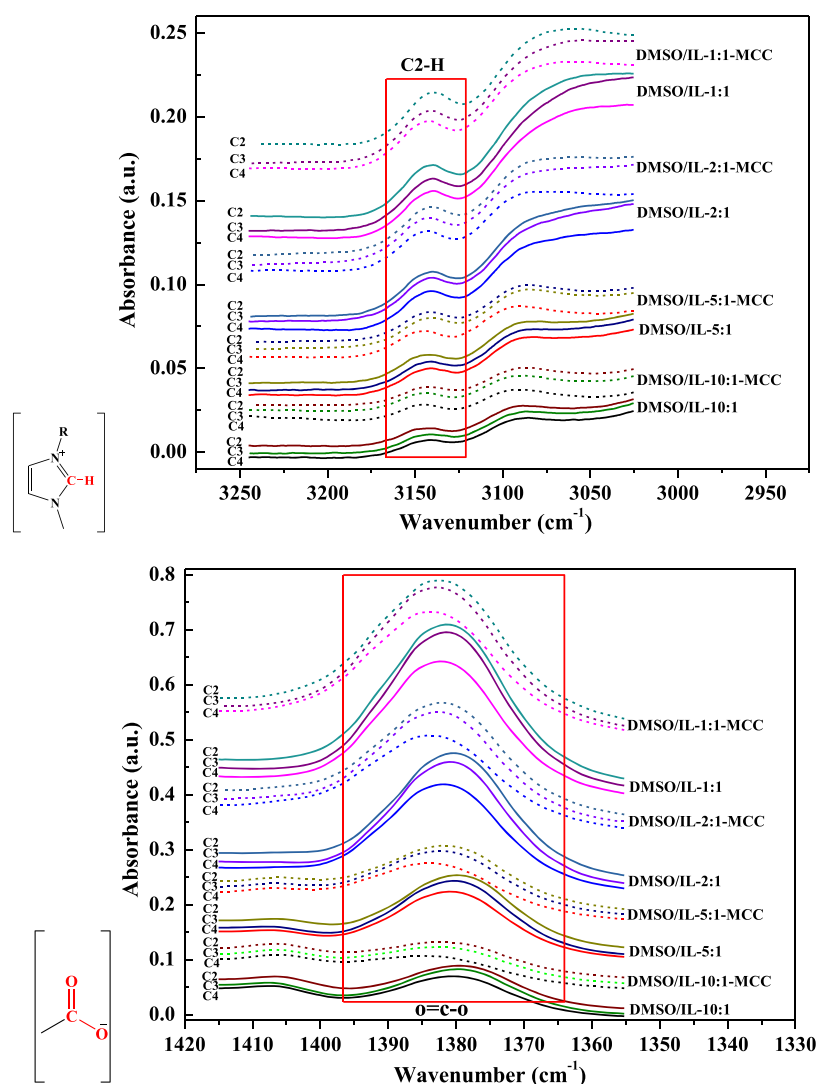 0.25
0.20
0.15
0.10
0.05
0.00
Absorbance (a.u.)
C2-H
C2
C3
C4
C2
C3
C4
C2
C3
C4
C2
C3
C4
C2
C3
C4
C2
C3
C4
C2
C3
C4
C2
C3
C4
DMSO/IL-1:1-MCC
DMSO/IL-1:1
DMSO/IL-2:1-MCC
DMSO/IL-2:1
DMSO/IL-5:1-MCC
DMSO/IL-5:1
DMSO/IL-10:1-MCC
DMSO/IL-10:1
3250 3200 3150 3100 3050 3000 2950
Wavenumber (cm-1)
R
N+
C-H
N
0.8
0.7
0.6
0.5
0.4
0.3
0.2
0.1
0.0
Absorbance (a.u.)
C2
C3
C4
C2
C3
C4
C2
C3
C4
C2
C3
C4
C2
C3
C4
C2
C3
C4
C2
C3
C4
C2
C3
C4
DMSO/IL-1:1-MCC
DMSO/IL-1:1
DMSO/IL-2:1-MCC
DMSO/IL-2:1
DMSO/IL-5:1-MCC
DMSO/IL-5:1
DMSO/IL-10:1-MCC
DMSO/IL-10:1
o=c-o
1420 1410 1400 1390 1380 1370 1360 1350 1340 1330
Wavenumber (cm-1)
O
C
O-